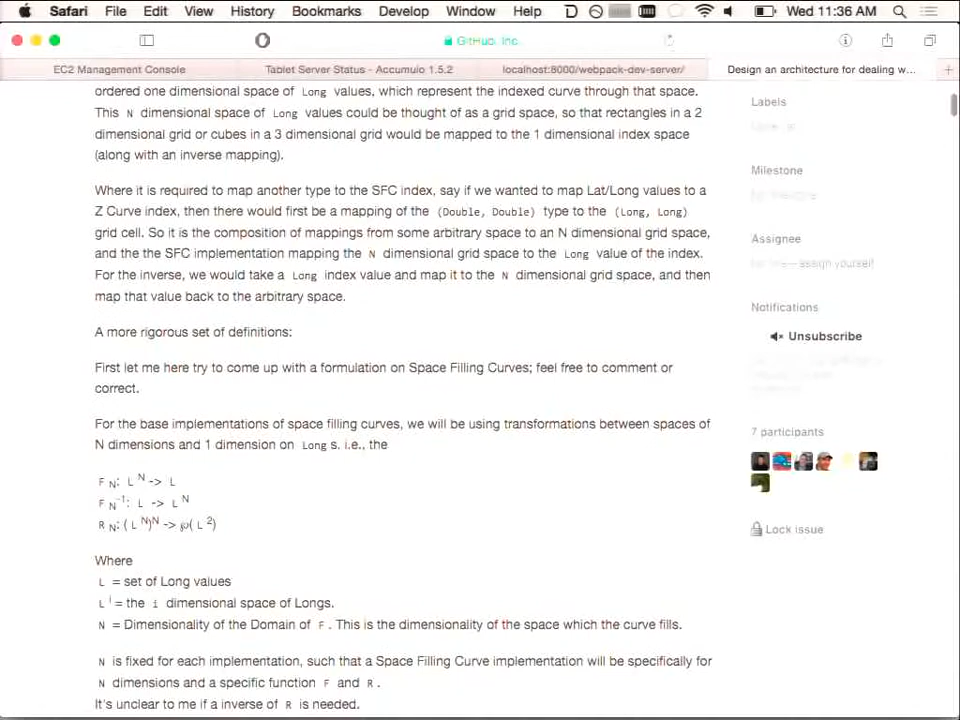 Safari File Edit View History Bookmarks Develop Window Help Wed 11:36 AM
GitHub, Inc.
EC2 Management Console Tablet Server Status - Accumulo 1.5.2 localhost:8000/webpack-dev-server/ Design an architecture for dealing w...
ordered one dimensional space of Long values, which represent the indexed curve through that space.
This N dimensional space of Long values could be thought of as a grid space, so that rectangles in a 2
dimensional grid or cubes in a 3 dimensional grid would be mapped to the 1 dimensional index space
(along with an inverse mapping).
Where it is required to map another type to the SFC index, say if we wanted to map Lat/Long values to a
Z Curve index, then there would first be a mapping of the (Double, Double) type to the (Long, Long)
grid cell. So it is the composition of mappings from some arbitrary space to an N dimensional grid space,
and the the SFC implementation mapping the N dimensional grid space to the Long value of the index.
For the inverse, we would take a Long index value and map it to the N dimensional grid space, and then
map that value back to the arbitrary space.
A more rigorous set of definitions:
First let me here try to come up with a formulation on Space Filling Curves; feel free to comment or
correct.
For the base implementations of space filling curves, we will be using transformations between spaces of
N dimensions and 1 dimension on Long s. i.e., the
F N: L N -> L
F N -1: L -> L N
R N: ( L N)N -> ℘( L 2)
Where
L = set of Long values
L i = the i dimensional space of Longs.
N = Dimensionality of the Domain of F . This is the dimensionality of the space which the curve fills.
N is fixed for each implementation, such that a Space Filling Curve implementation will be specifically for
N dimensions and a specific function F and R .
It's unclear to me if a inverse of R is needed.
Labels
Milestone
Assignee
assign yourself
Notifications
Unsubscribe
7 participants
Lock issue